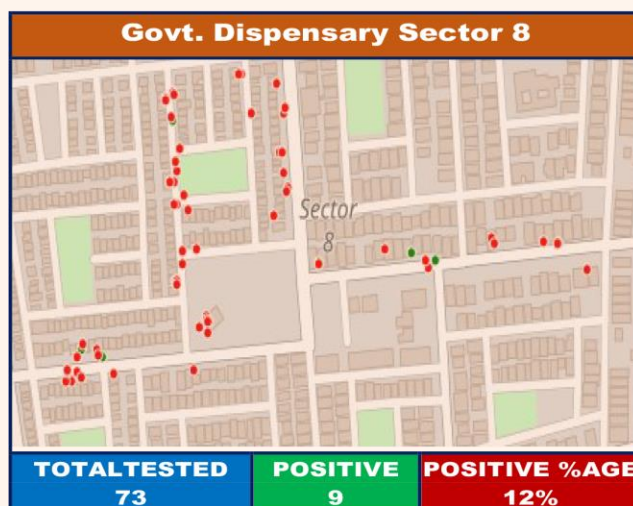 Govt. Dispensary Sector 8
Sector
8
TOTALTESTED
73
POSITIVE
9
POSITIVE %AGE
12%